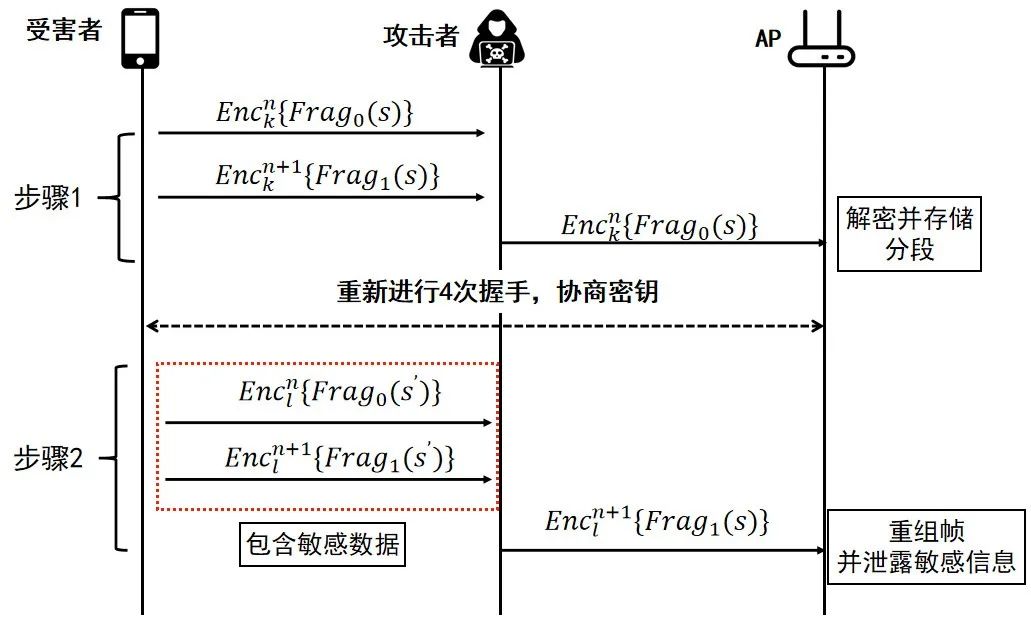 受害者
攻击者
AP
Enc_k^n{Frag_0(s)}
步骤1
Enc_k^{n+1}{Frag_1(s)}
Enc_k^n{Frag_0(s)}
解密并存储
分段
重新进行4次握手，协商密钥
步骤2
Enc_l^n{Frag_0(s')}
Enc_l^{n+1}{Frag_1(s')}
包含敏感数据
Enc_l^{n+1}{Frag_1(s)}
重组帧
并泄露敏感信息